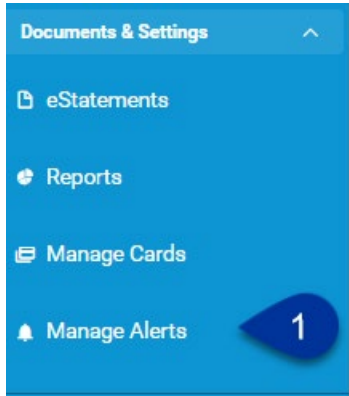 Documents & Settings
eStatements
Reports
Manage Cards
Manage Alerts 1